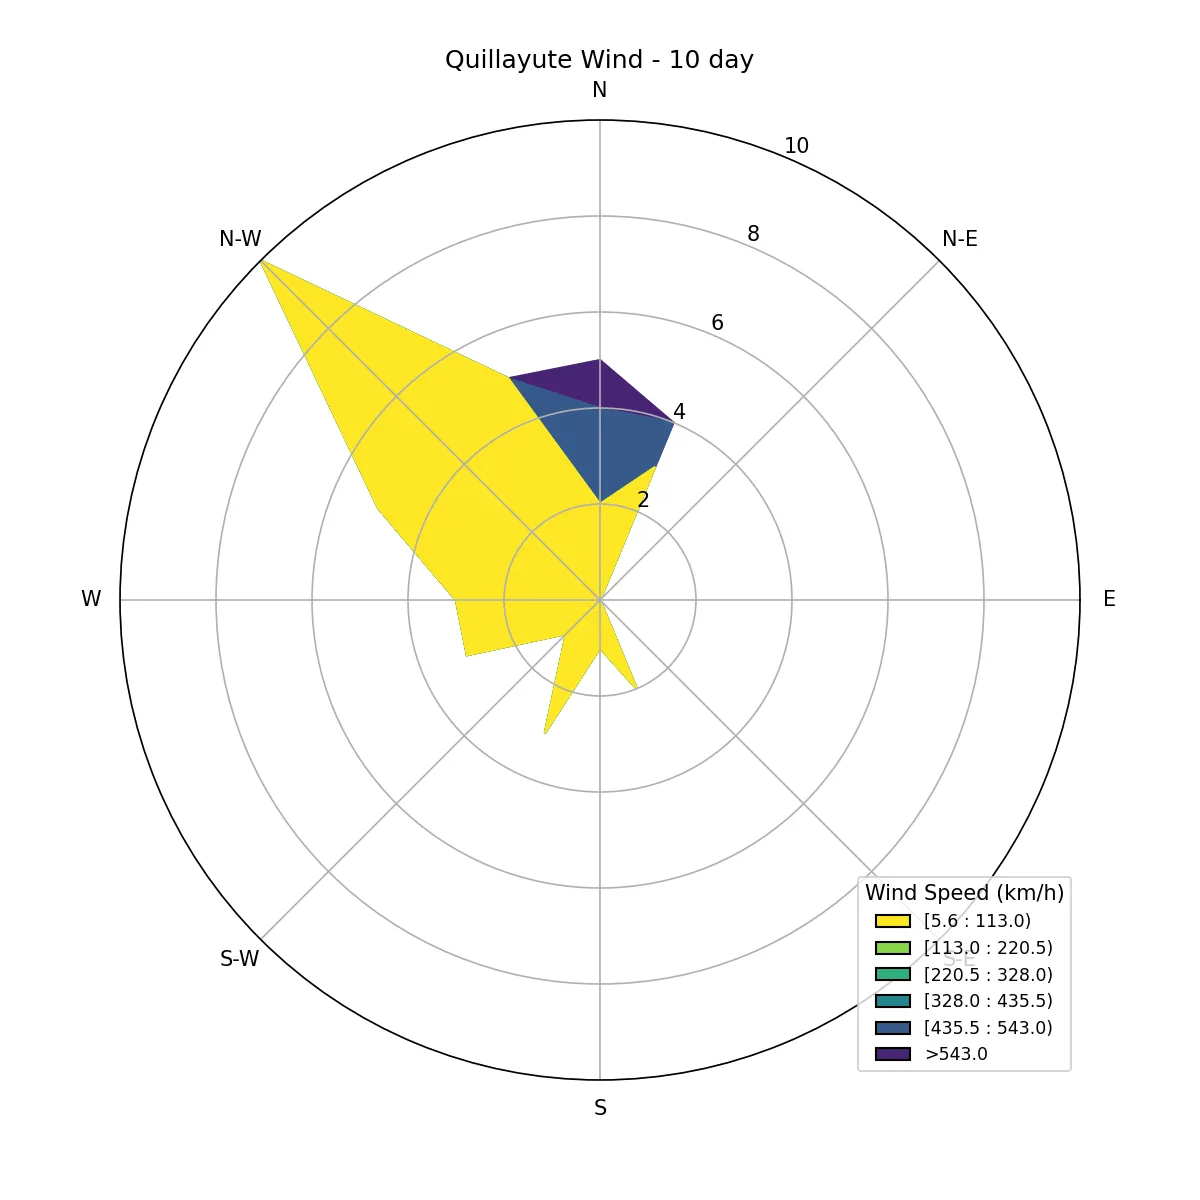 Quillayute Wind - 10 day
N
10
N-W
N-E
8
6
4
2
W
E
Wind Speed (km/h)
[5.6 : 113.0)
[113.0 : 220.5)
[220.5 : 328.0)
[328.0 : 435.5)
[435.5 : 543.0)
>543.0
S-W
S-E
S